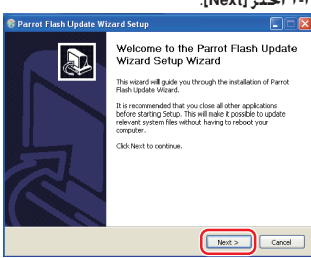 اختر [Next].
Parrot Flash Update Wizard Setup
Welcome to the Parrot Flash Update
Wizard Setup Wizard
This wizard will guide you through the installation of Parrot
Flash Update Wizard.
It is recommended that you close all other applications
before starting Setup. This will make it possible to update
relevant system files without having to reboot your
computer.
Click Next to continue.
Next >
Cancel